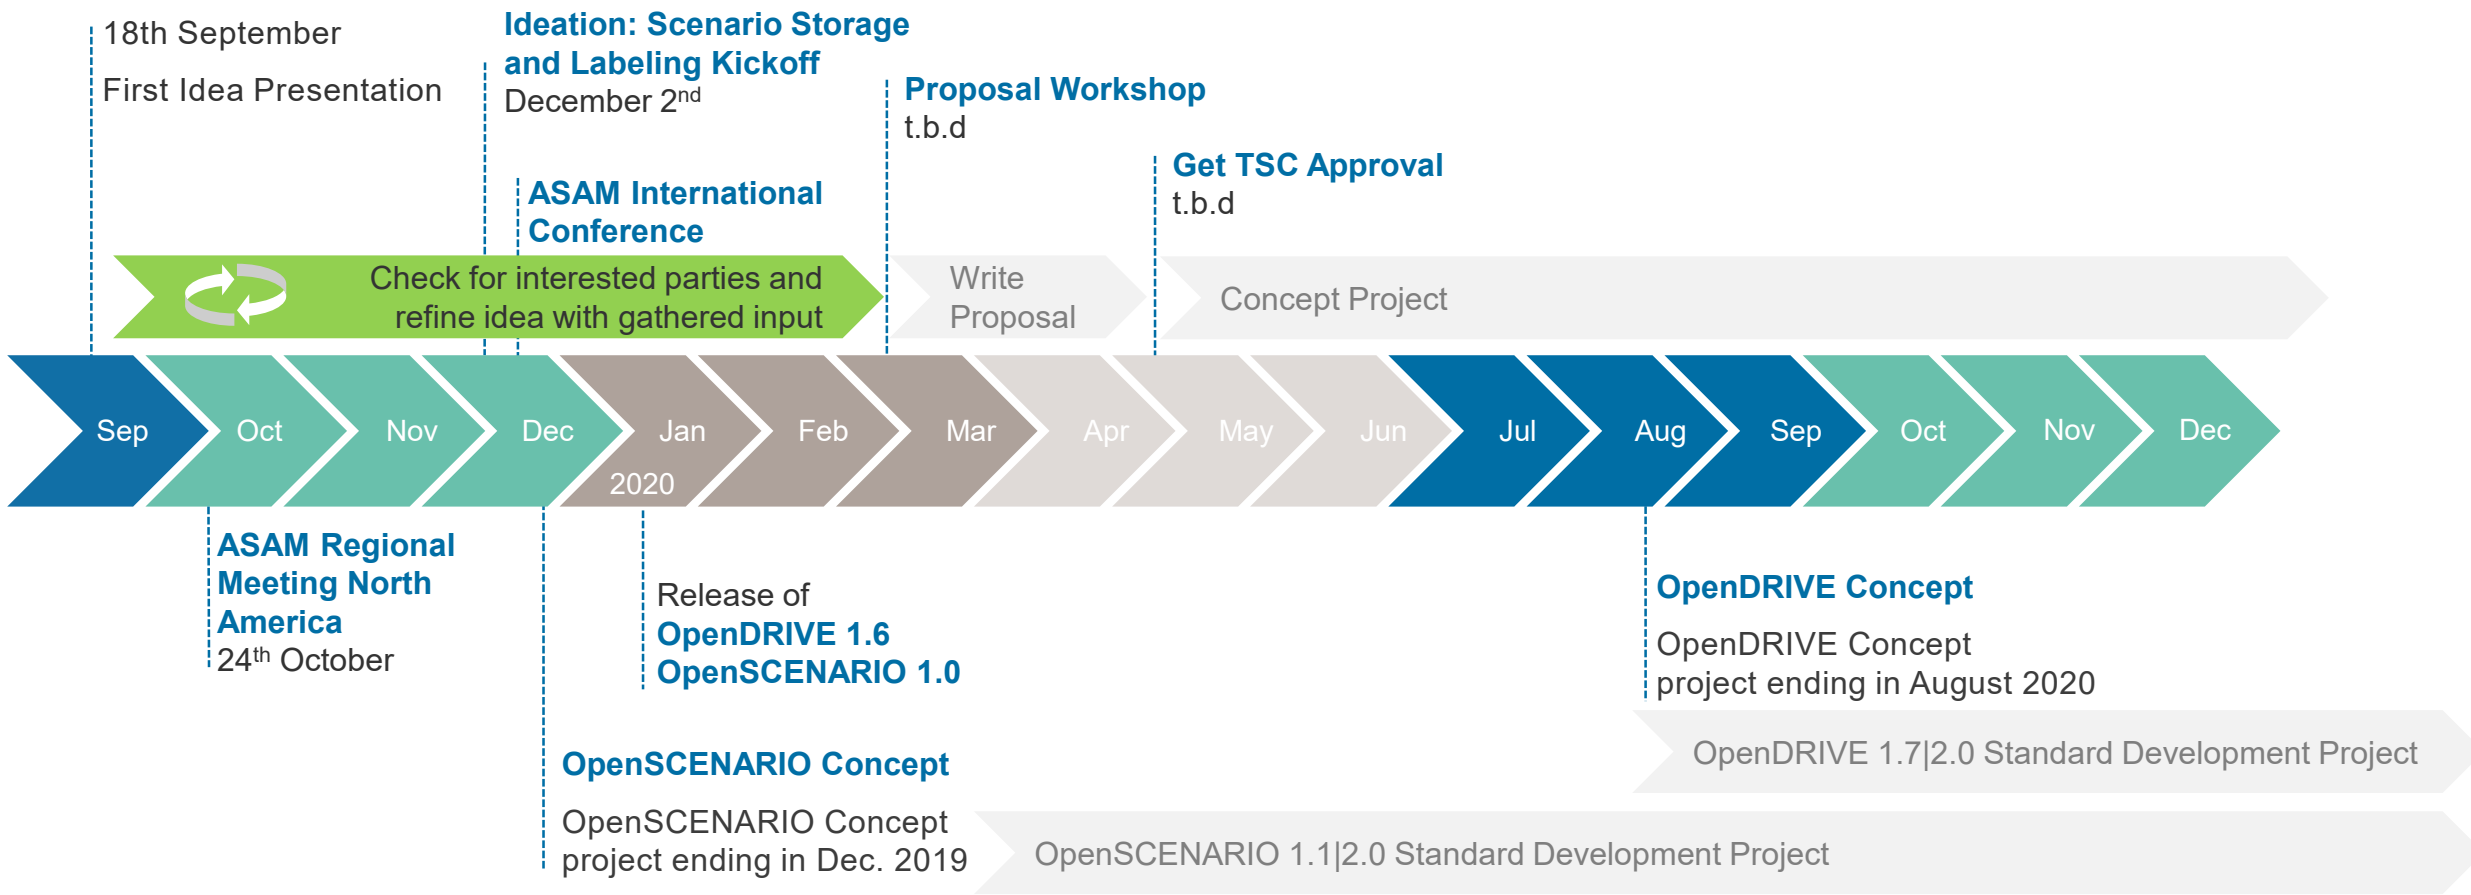 18th September
First Idea Presentation
Ideation: Scenario Storage
and Labeling Kickoff
December 2nd
Proposal Workshop
t.b.d
Get TSC Approval
t.b.d
ASAM International
Conference
Check for interested parties and
refine idea with gathered input
Write
Proposal
Concept Project
Sep
Oct
Nov
Dec
Jan
2020
Feb
Mar
Apr
May
Jun
Jul
Aug
Sep
Oct
Nov
Dec
ASAM Regional
Meeting North
America
24th October
Release of
OpenDRIVE 1.6
OpenSCENARIO 1.0
OpenDRIVE Concept
OpenDRIVE Concept
project ending in August 2020
OpenDRIVE 1.7|2.0 Standard Development Project
OpenSCENARIO Concept
OpenSCENARIO Concept
project ending in Dec. 2019
OpenSCENARIO 1.1|2.0 Standard Development Project